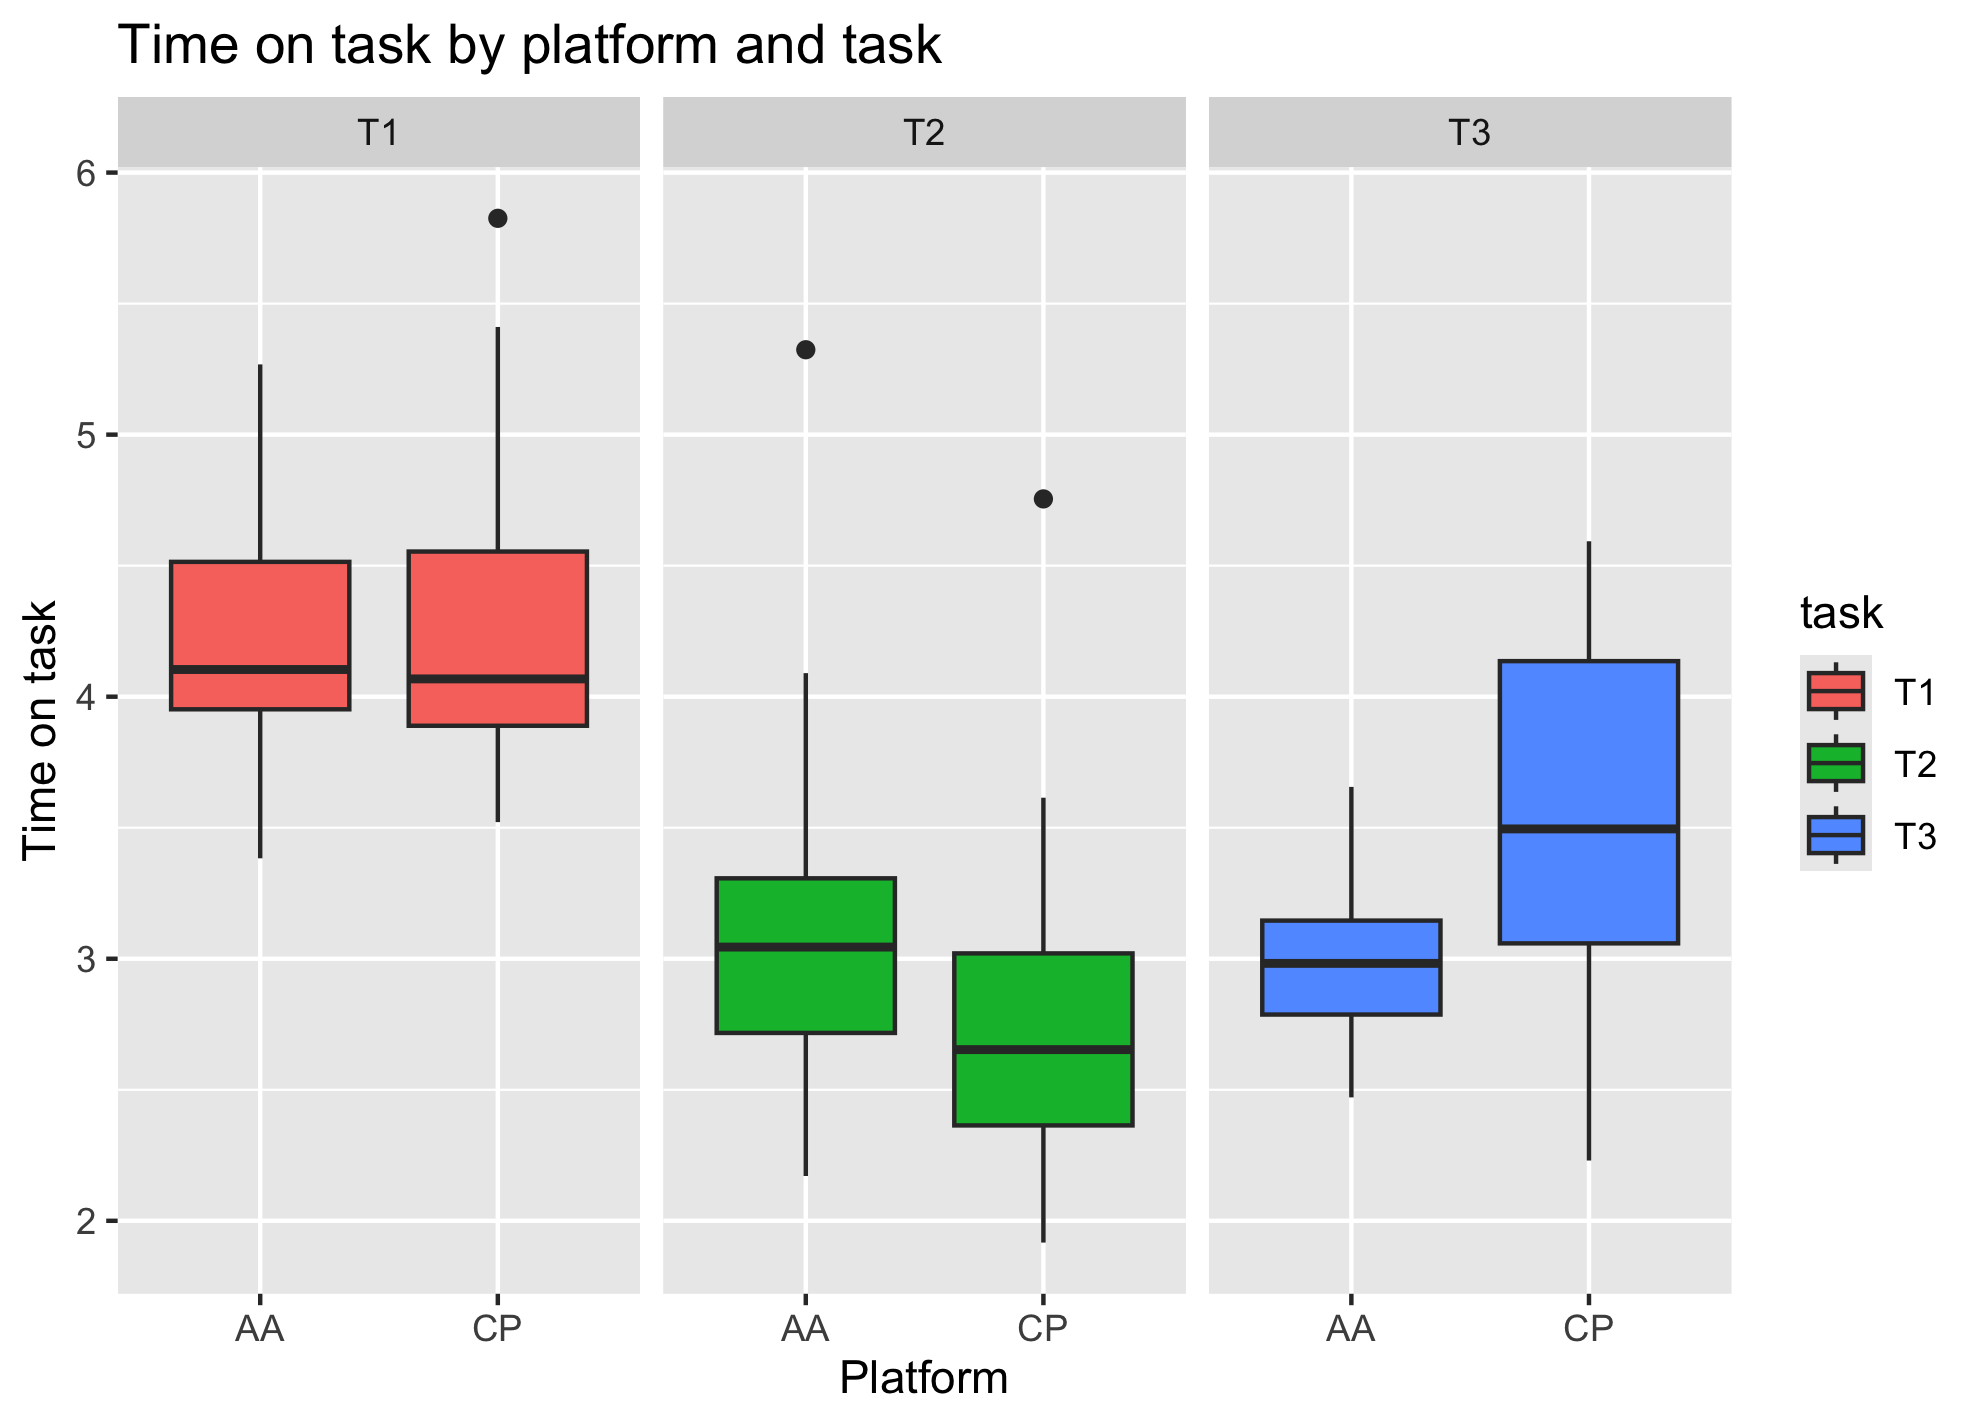 Time on task by platform and task
T1
T2
T3
6
5
4
3
2
Time on task
AA
CP
AA
CP
AA
CP
Platform
task
T1
T2
T3